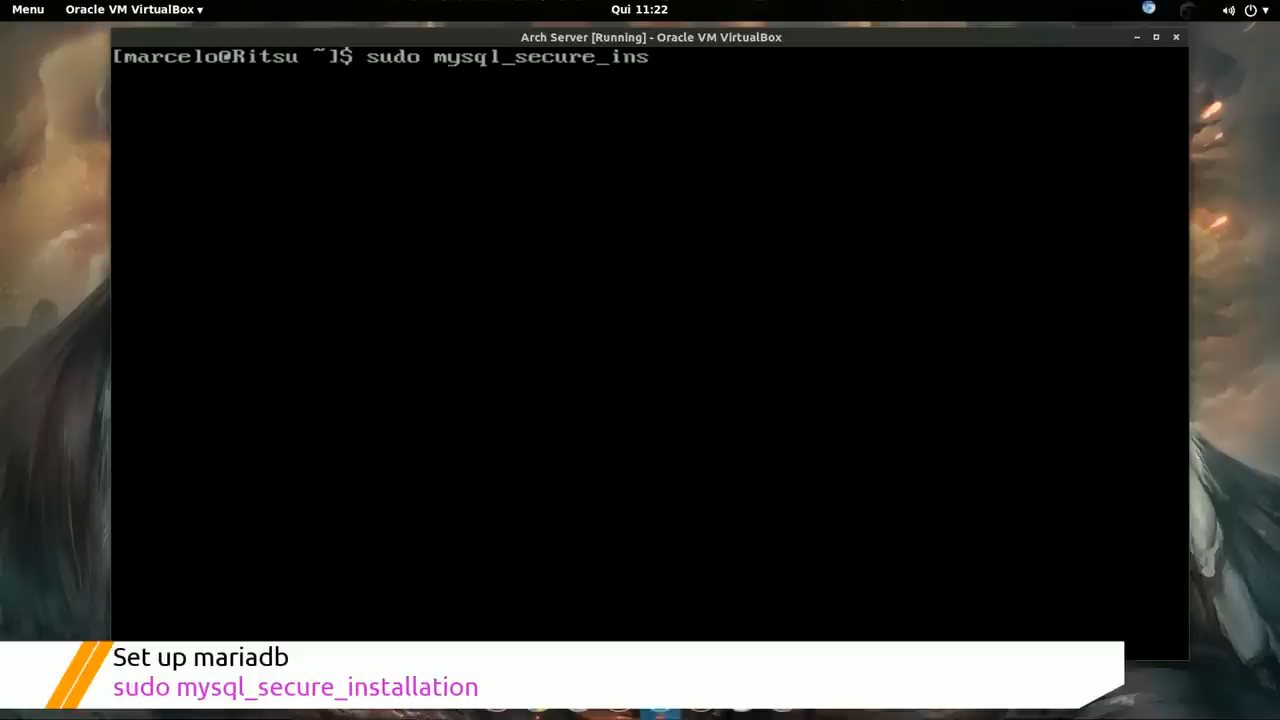 Menu Oracle VM VirtualBox ▾ Qui 11:22
Arch Server [Running] - Oracle VM VirtualBox
[marcelo@Ritsu ~]$ sudo mysql_secure_ins
Set up mariadb
sudo mysql_secure_installation